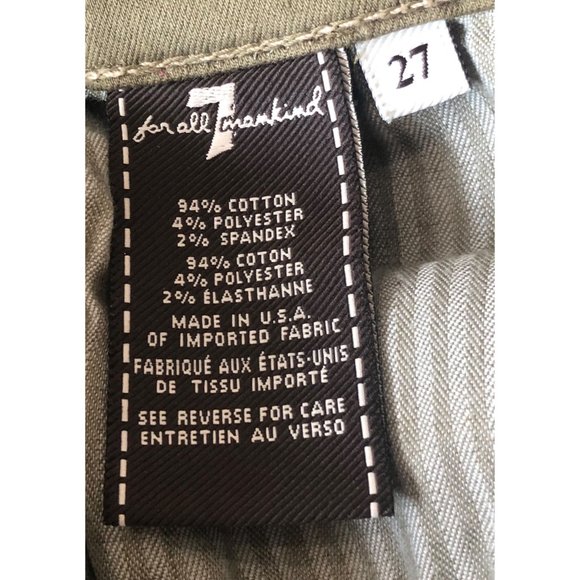 7
for all mankind
27
94% COTTON
4% POLYESTER
2% SPANDEX
94% COTON
4% POLYESTER
2% ÉLASTHANNE
MADE IN U.S.A.
OF IMPORTED FABRIC
FABRIQUÉ AUX ÉTATS-UNIS
DE TISSU IMPORTÉ
SEE REVERSE FOR CARE
ENTRETIEN AU VERSO